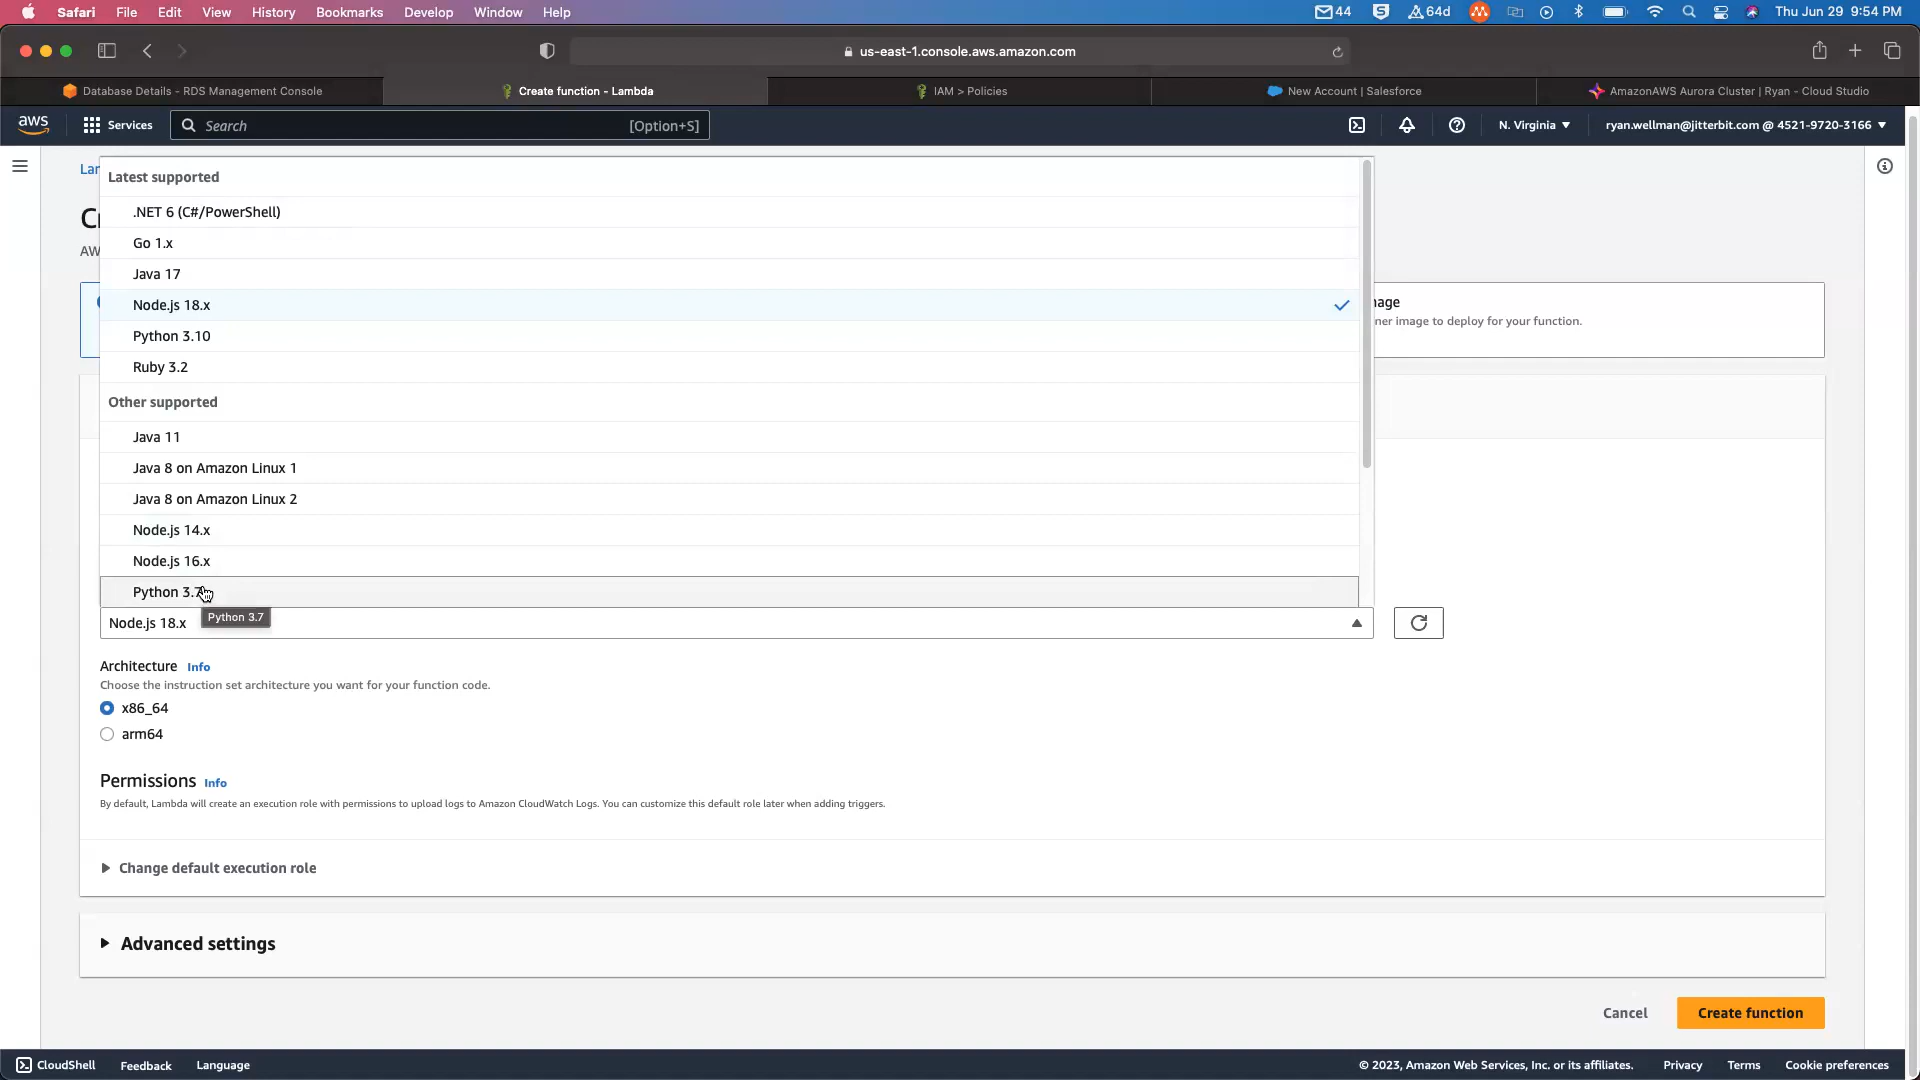 Safari File Edit View History Bookmarks Develop Window Help 44 64d Thu Jun 29 9:54 PM
us-east-1.console.aws.amazon.com
Database Details - RDS Management Console Create function - Lambda IAM > Policies New Account | Salesforce AmazonAWS Aurora Cluster | Ryan - Cloud Studio
aws Services Search [Option+S] N. Virginia ryan.wellman@jitterbit.com @ 4521-9720-3166
Lar
Latest supported
.NET 6 (C#/PowerShell)
Cr
Go 1.x
AW
Java 17
Node.js 18.x
nage
ner image to deploy for your function.
Python 3.10
Ruby 3.2
Other supported
Java 11
Java 8 on Amazon Linux 1
Java 8 on Amazon Linux 2
Node.js 14.x
Node.js 16.x
Python 3.7
Python 3.7
Node.js 18.x
Architecture Info
Choose the instruction set architecture you want for your function code.
x86_64
arm64
Permissions Info
By default, Lambda will create an execution role with permissions to upload logs to Amazon CloudWatch Logs. You can customize this default role later when adding triggers.
Change default execution role
Advanced settings
Cancel Create function
CloudShell Feedback Language © 2023, Amazon Web Services, Inc. or its affiliates. Privacy Terms Cookie preferences